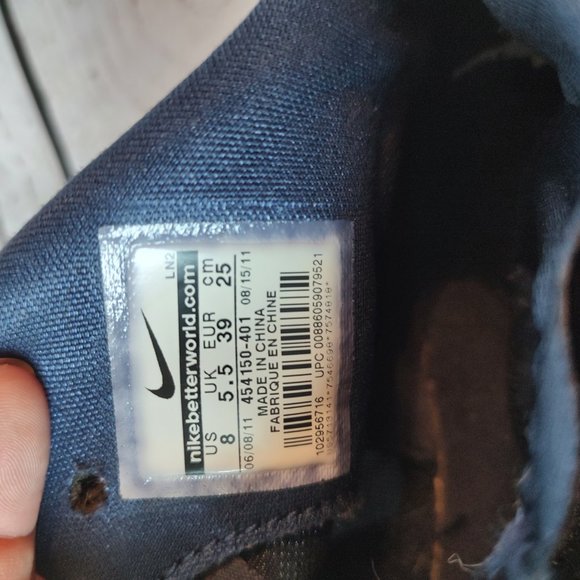 LN2
nikebetterworld.com
US UK EUR cm
8 5.5 39 25
06/08/11 454150-401 08/15/11
MADE IN CHINA
FABRIQUE EN CHINE
102956716 UPC 00886059079521